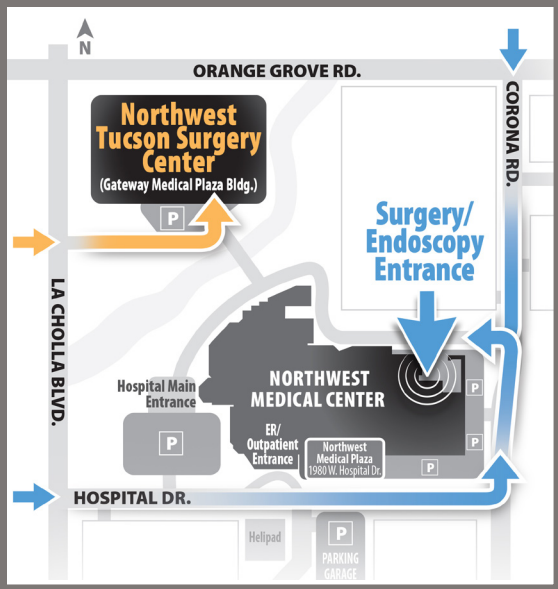 N
ORANGE GROVE RD.
CORONA RD.
Northwest
Tucson Surgery
Center
(Gateway Medical Plaza Bldg.)
P
Surgery/
Endoscopy
Entrance
LA CHOLLA BLVD.
NORTHWEST
MEDICAL CENTER
Hospital Main
Entrance
P
ER/
Outpatient
Entrance
Northwest
Medical Plaza
1980 W. Hospital Dr.
P
P
P
HOSPITAL DR.
Helipad
P
PARKING
GARAGE